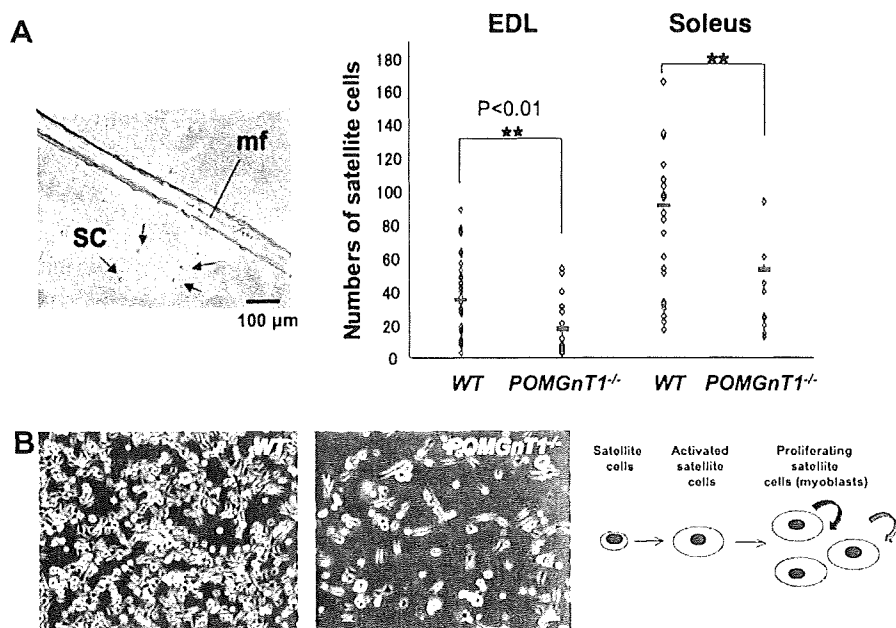 A
mf
SC
100 µm
EDL
Soleus
Numbers of satellite cells
180
160
140
120
100
80
60
40
20
0
P<0.01
**
**
WT
POMGnT1-/-
WT
POMGnT1-/-
B
WT
POMGnT1-/-
Satellite
cells
Activated
satellite
cells
Proliferating
satellite
cells (myoblasts)